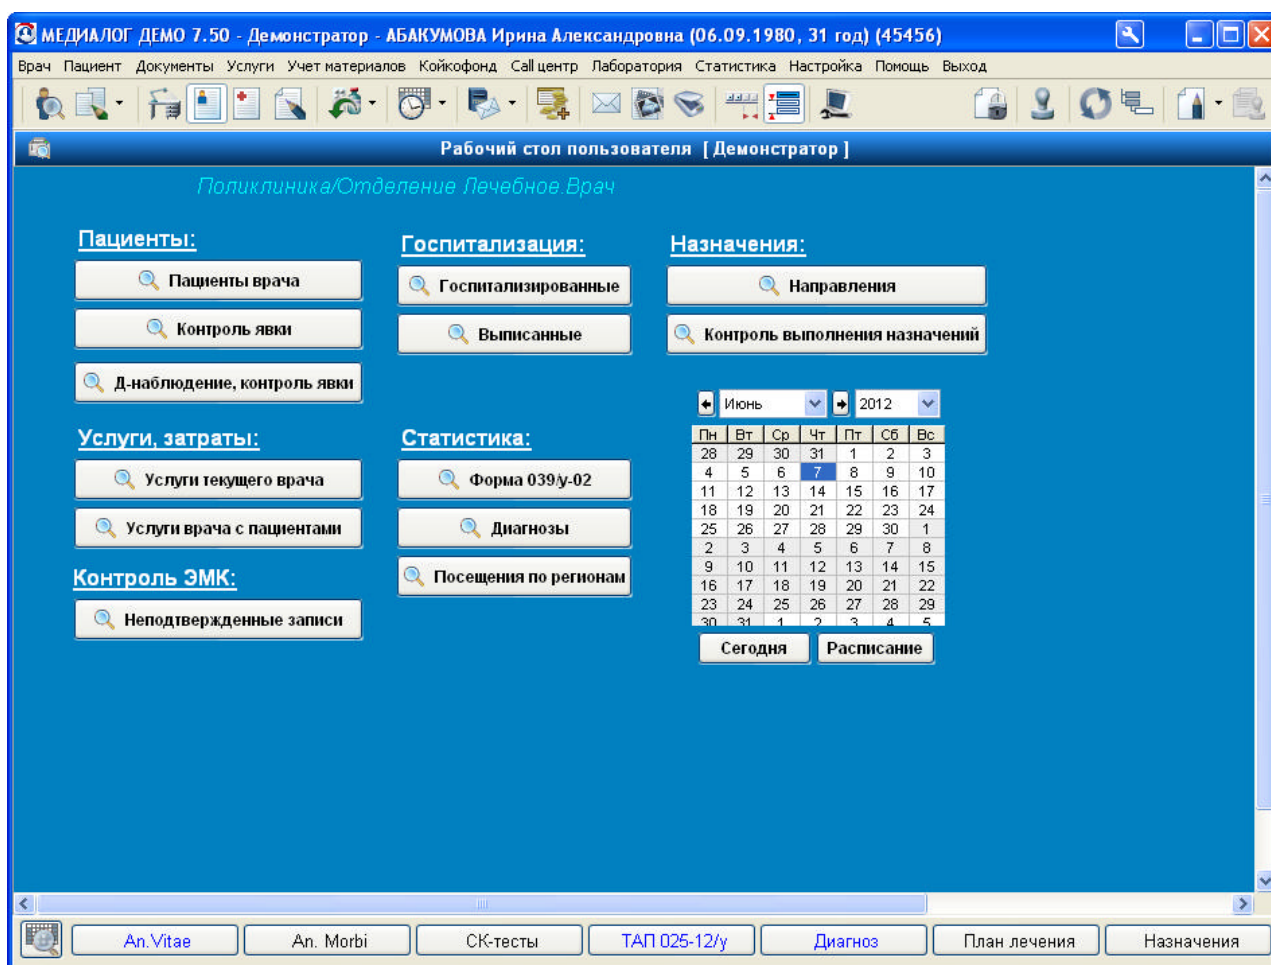 МЕДИАЛОГ ДЕМО 7.50 - Демонстратор - АБАКУМОВА Ирина Александровна (06.09.1980, 31 год) (45456)
Врач Пациент Документы Услуги Учет материалов Койкофонд Call центр Лаборатория Статистика Настройка Помощь Выход
Рабочий стол пользователя [ Демонстратор ]
Поликлиника/Отделение Лечебное.Врач
Пациенты:
Пациенты врача
Контроль явки
Д-наблюдение, контроль явки
Госпитализация:
Госпитализированные
Выписанные
Назначения:
Направления
Контроль выполнения назначений
Услуги, затраты:
Услуги текущего врача
Услуги врача с пациентами
Контроль ЭМК:
Неподтвержденные записи
Статистика:
Форма 039/у-02
Диагнозы
Посещения по регионам
Июнь 2012
Пн Вт Ср Чт Пт Сб Вс
28 29 30 31 1 2 3
4 5 6 7 8 9 10
11 12 13 14 15 16 17
18 19 20 21 22 23 24
25 26 27 28 29 30 1
2 3 4 5 6 7 8
9 10 11 12 13 14 15
16 17 18 19 20 21 22
23 24 25 26 27 28 29
30 31 1 2 3 4 5
Сегодня Расписание
An.Vitae An. Morbi СК-тесты ТАП 025-12/у Диагноз План лечения Назначения